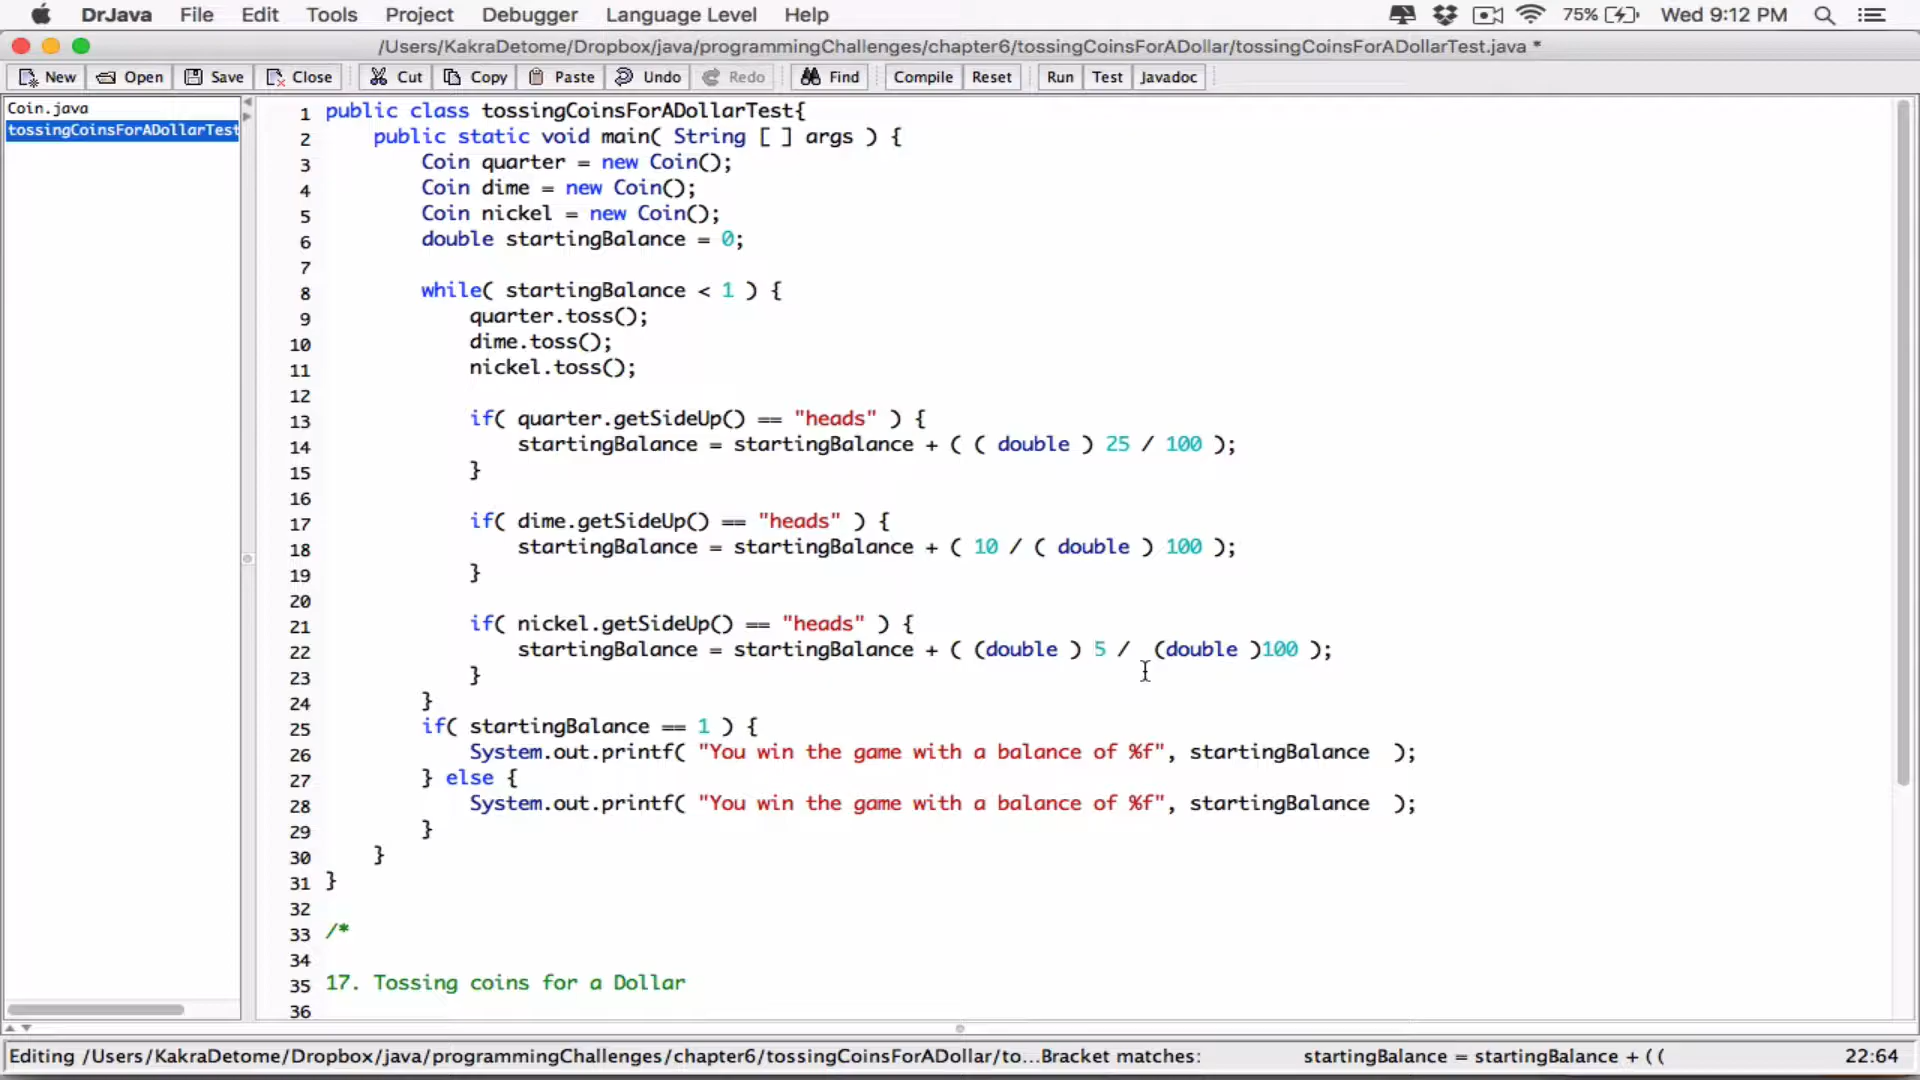 DrJava File Edit Tools Project Debugger Language Level Help 75% Wed 9:12 PM
/Users/KakraDetome/Dropbox/java/programmingChallenges/chapter6/tossingCoinsForADollar/tossingCoinsForADollarTest.java *
New Open Save Close Cut Copy Paste Undo Redo Find Compile Reset Run Test Javadoc
Coin.java
tossingCoinsForADollarTest
1 public class tossingCoinsForADollarTest{
2 public static void main( String [ ] args ) {
3 Coin quarter = new Coin();
4 Coin dime = new Coin();
5 Coin nickel = new Coin();
6 double startingBalance = 0;
7
8 while( startingBalance < 1 ) {
9 quarter.toss();
10 dime.toss();
11 nickel.toss();
12
13 if( quarter.getSideUp() == "heads" ) {
14 startingBalance = startingBalance + ( ( double ) 25 / 100 );
15 }
16
17 if( dime.getSideUp() == "heads" ) {
18 startingBalance = startingBalance + ( 10 / ( double ) 100 );
19 }
20
21 if( nickel.getSideUp() == "heads" ) {
22 startingBalance = startingBalance + ( (double ) 5 /  (double )100 );
23 }
24 }
25 if( startingBalance == 1 ) {
26 System.out.printf( "You win the game with a balance of %f", startingBalance  );
27 } else {
28 System.out.printf( "You win the game with a balance of %f", startingBalance  );
29 }
30 }
31 }
32
33 /*
34
35 17. Tossing coins for a Dollar
36
Editing /Users/KakraDetome/Dropbox/java/programmingChallenges/chapter6/tossingCoinsForADollar/to...Bracket matches: startingBalance = startingBalance + ( ( 22:64